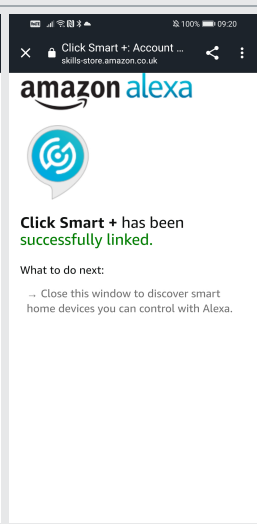 100% 09:20
Click Smart +: Account ...
skills-store.amazon.co.uk
amazon alexa
Click Smart + has been
successfully linked.
What to do next:
→ Close this window to discover smart
home devices you can control with Alexa.